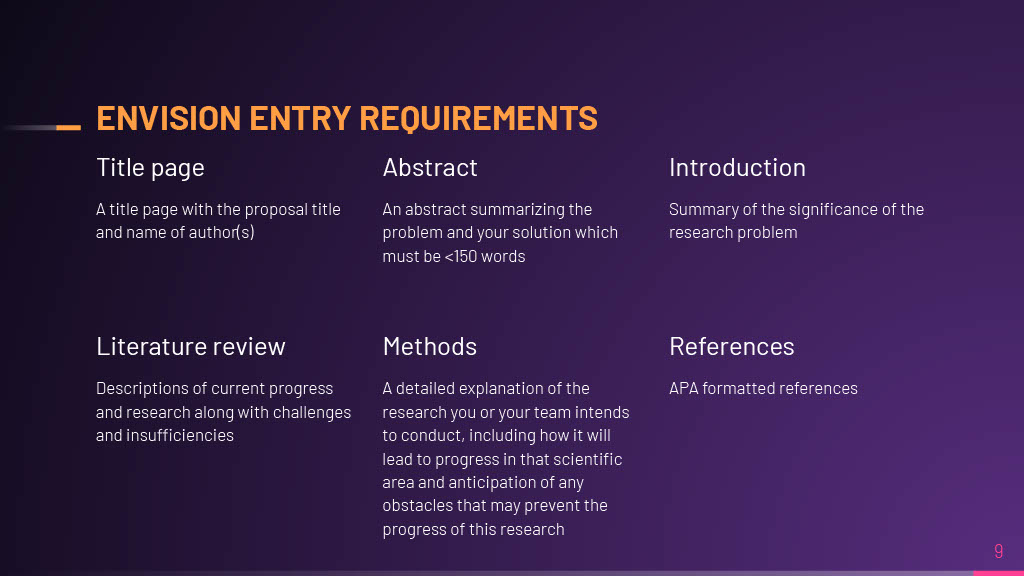 ENVISION ENTRY REQUIREMENTS
Title page
A title page with the proposal title
and name of author(s)
Abstract
An abstract summarizing the
problem and your solution which
must be <150 words
Introduction
Summary of the significance of the
research problem
Literature review
Descriptions of current progress
and research along with challenges
and insufficiencies
Methods
A detailed explanation of the
research you or your team intends
to conduct, including how it will
lead to progress in that scientific
area and anticipation of any
obstacles that may prevent the
progress of this research
References
APA formatted references
9